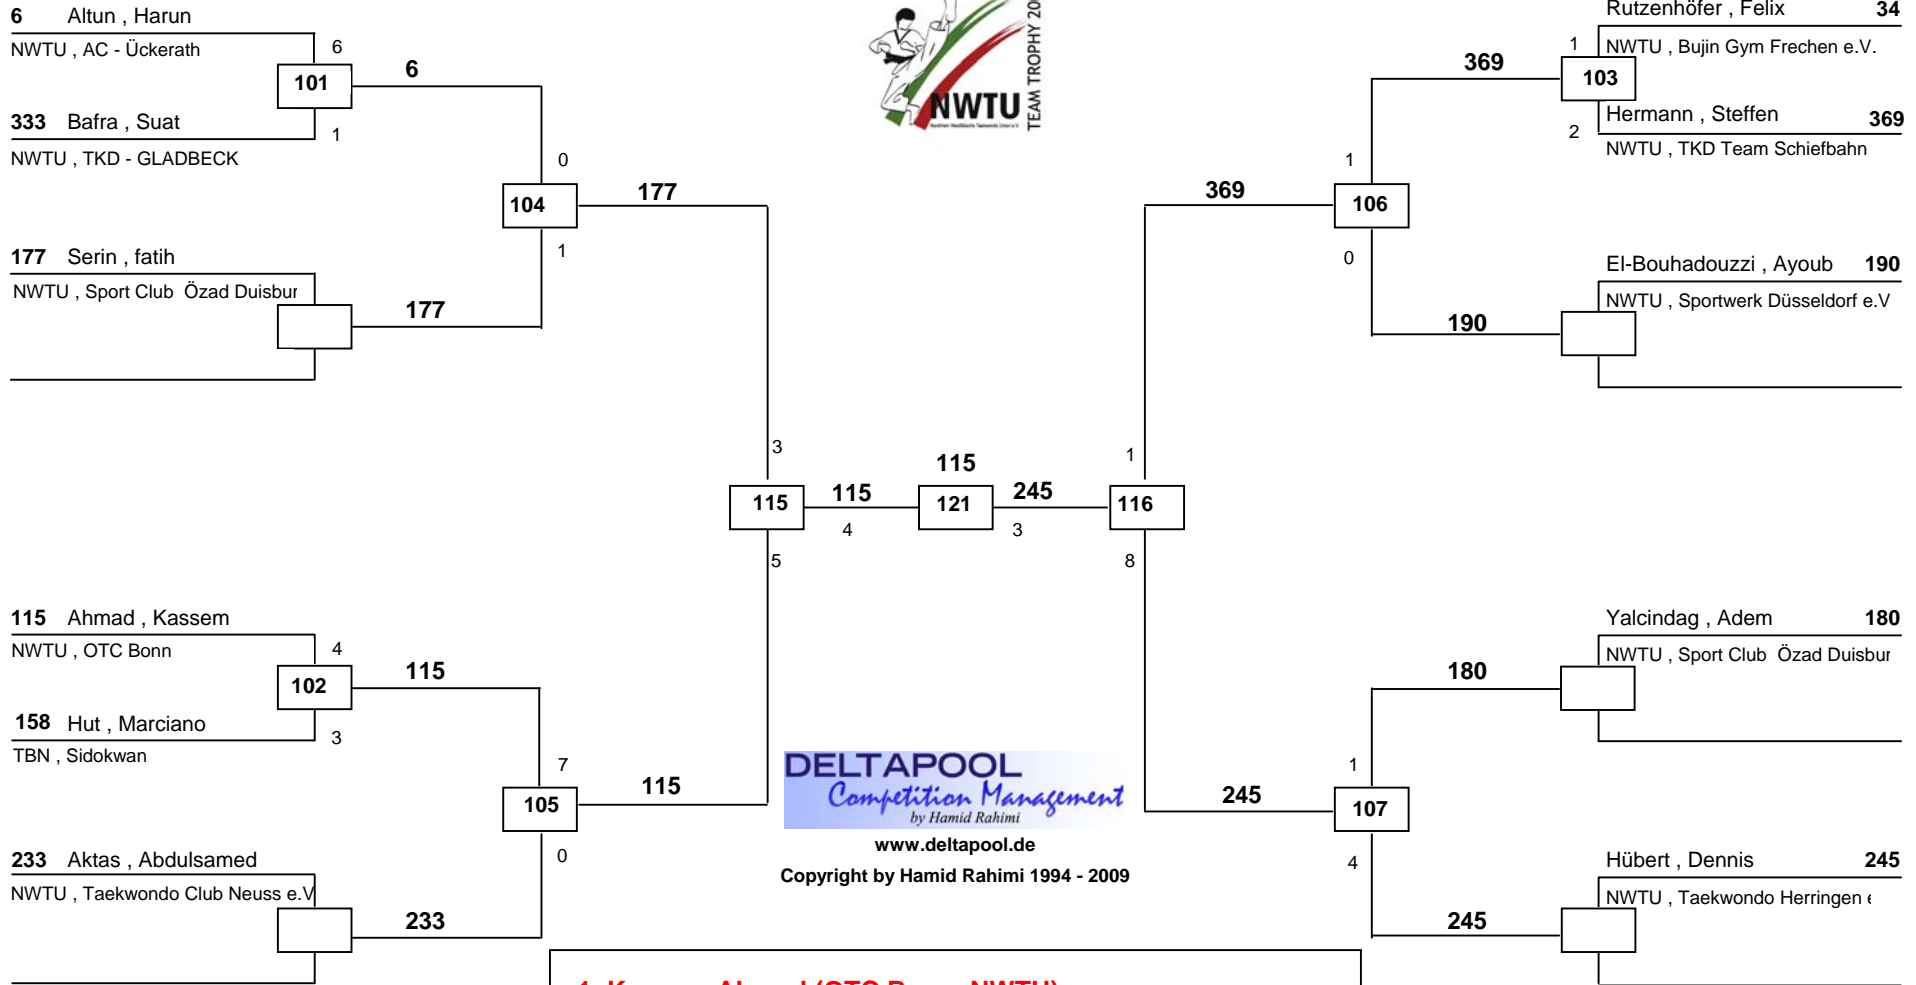 6 Altun , Harun
NWTU , AC - Ückerath
6
101
6
333 Bafra , Suat
1
NWTU , TKD - GLADBECK
0
104
177
1
177 Serin , fatih
NWTU , Sport Club Özad Duisbur
177
3
115
115
4
5
115 Ahmad , Kassem
NWTU , OTC Bonn
4
102
115
158 Hut , Marciano
3
TBN , Sidokwan
7
105
115
0
233 Aktas , Abdulsamed
NWTU , Taekwondo Club Neuss e.V
233
NWTU
TEAM TROPHY
115
121
245
3
DELTAPOOL
Competition Management
by Hamid Rahimi
www.deltapool.de
Copyright by Hamid Rahimi 1994 - 2009
Rutzenhöfer , Felix 34
1
NWTU , Bujin Gym Frechen e.V.
369
103
Hermann , Steffen 369
2
NWTU , TKD Team Schiefbahn
1
369
106
0
El-Bouhadouzzi , Ayoub 190
NWTU , Sportwerk Düsseldorf e.V
190
1
116
8
Yalcindag , Adem 180
NWTU , Sport Club Özad Duisbur
180
1
245
107
4
Hübert , Dennis 245
NWTU , Taekwondo Herringen
245